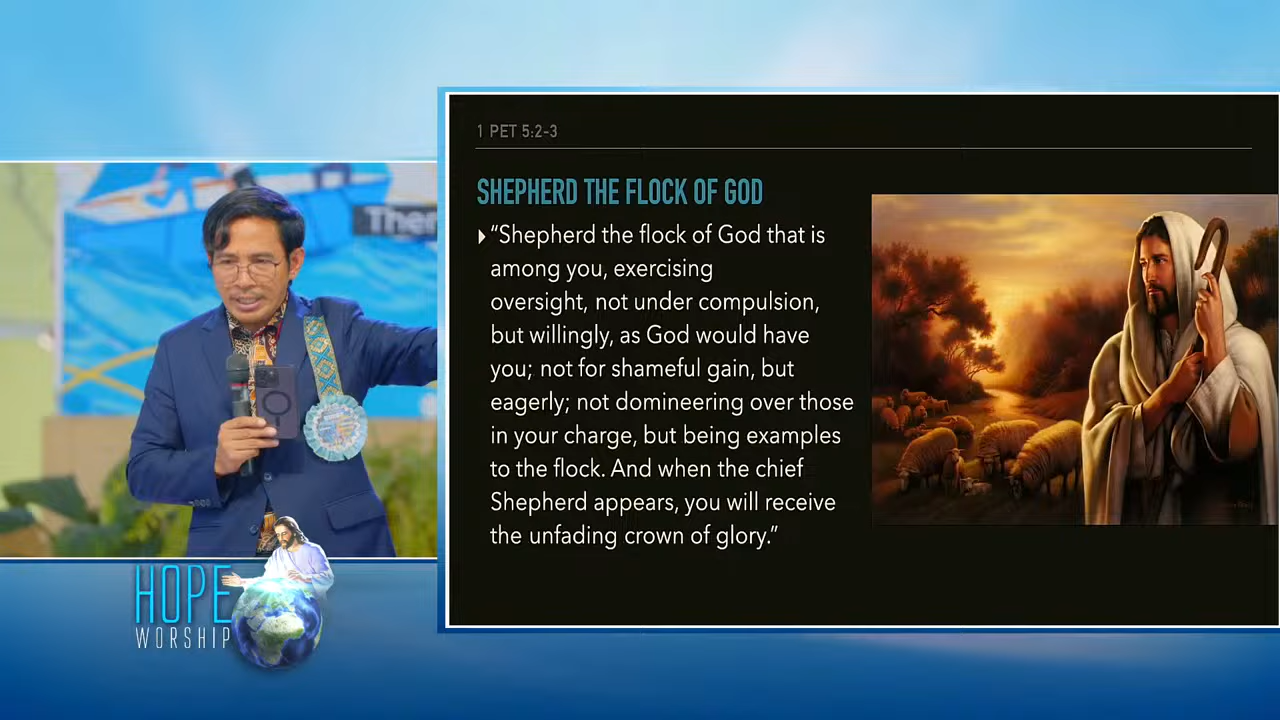 1 PET 5:2-3
SHEPHERD THE FLOCK OF GOD
“Shepherd the flock of God that is
among you, exercising
oversight, not under compulsion,
but willingly, as God would have
you; not for shameful gain, but
eagerly; not domineering over those
in your charge, but being examples
to the flock. And when the chief
Shepherd appears, you will receive
the unfading crown of glory.”
Ther
HOPE
WORSHIP